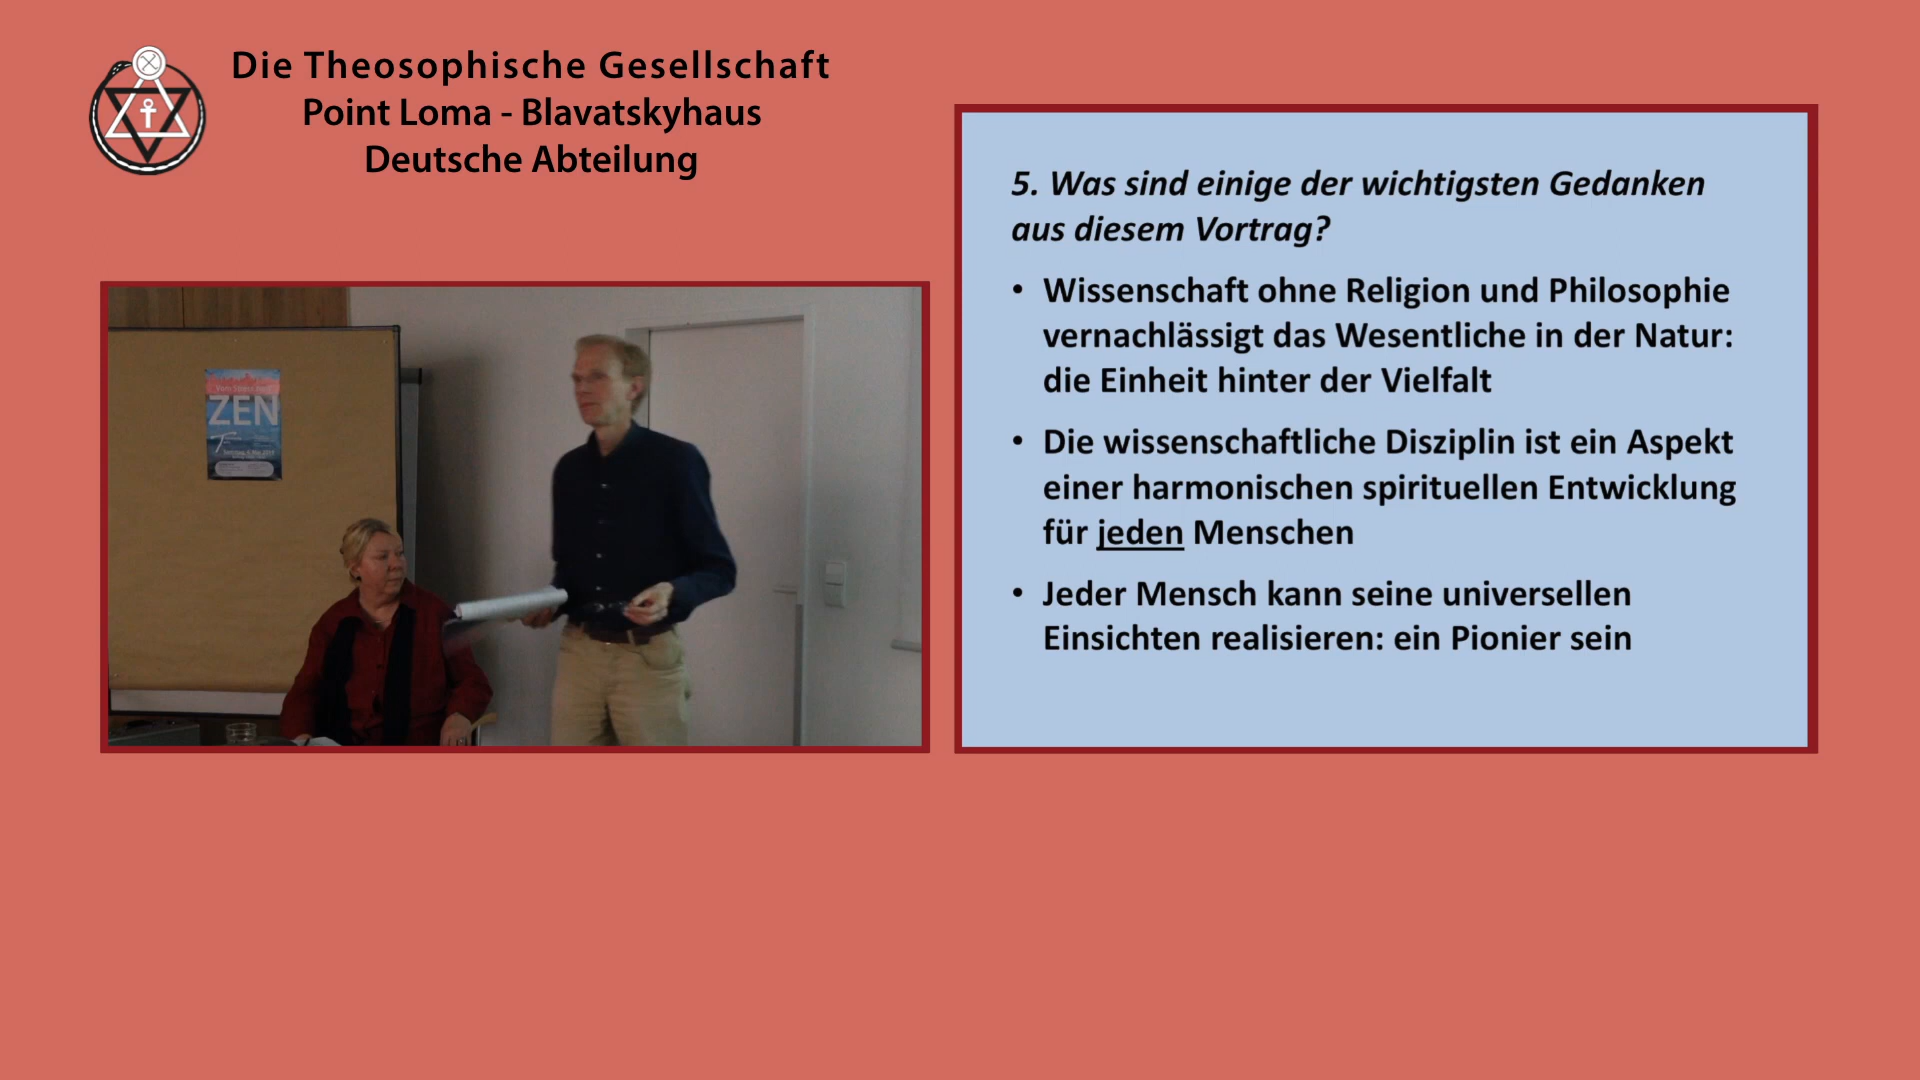 Die Theosophische Gesellschaft
Point Loma - Blavatskyhaus
Deutsche Abteilung
ZEN
5. Was sind einige der wichtigsten Gedanken
aus diesem Vortrag?
• Wissenschaft ohne Religion und Philosophie
vernachlässigt das Wesentliche in der Natur:
die Einheit hinter der Vielfalt
• Die wissenschaftliche Disziplin ist ein Aspekt
einer harmonischen spirituellen Entwicklung
für jeden Menschen
• Jeder Mensch kann seine universellen
Einsichten realisieren: ein Pionier sein